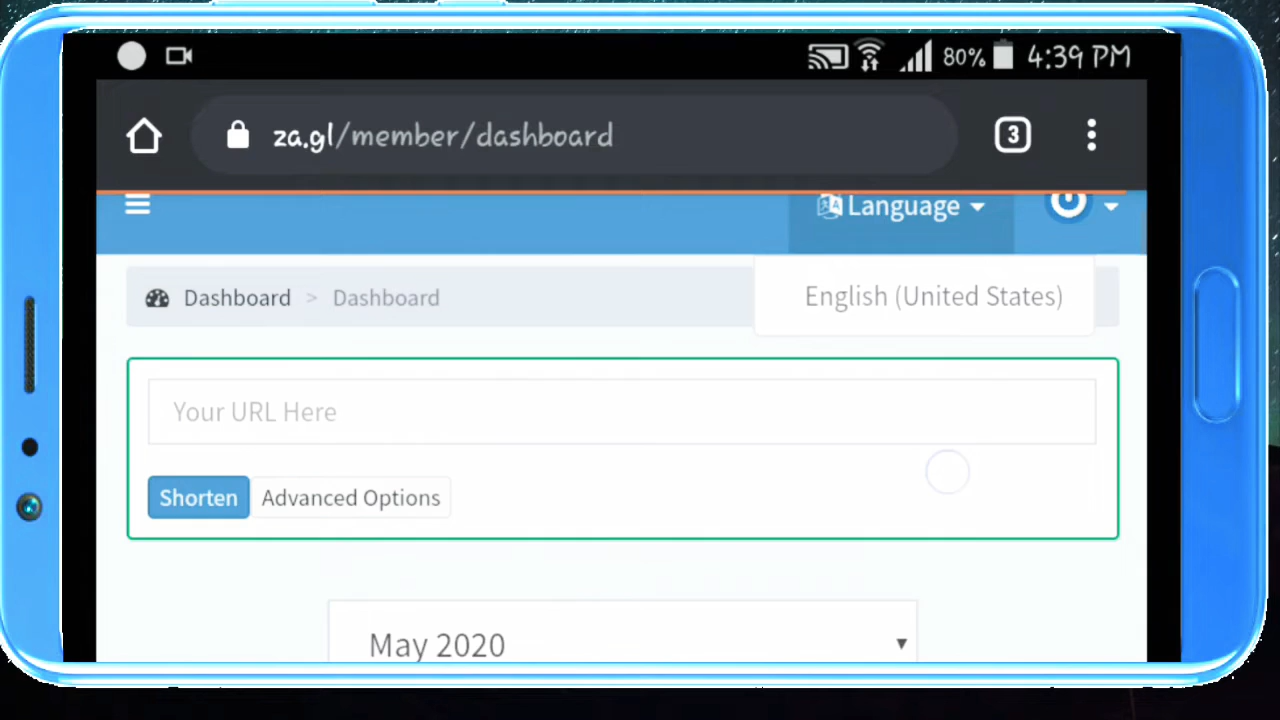 80% 4:39 PM
za.gl/member/dashboard 3
Language
Dashboard > Dashboard
English (United States)
Your URL Here
Shorten Advanced Options
May 2020